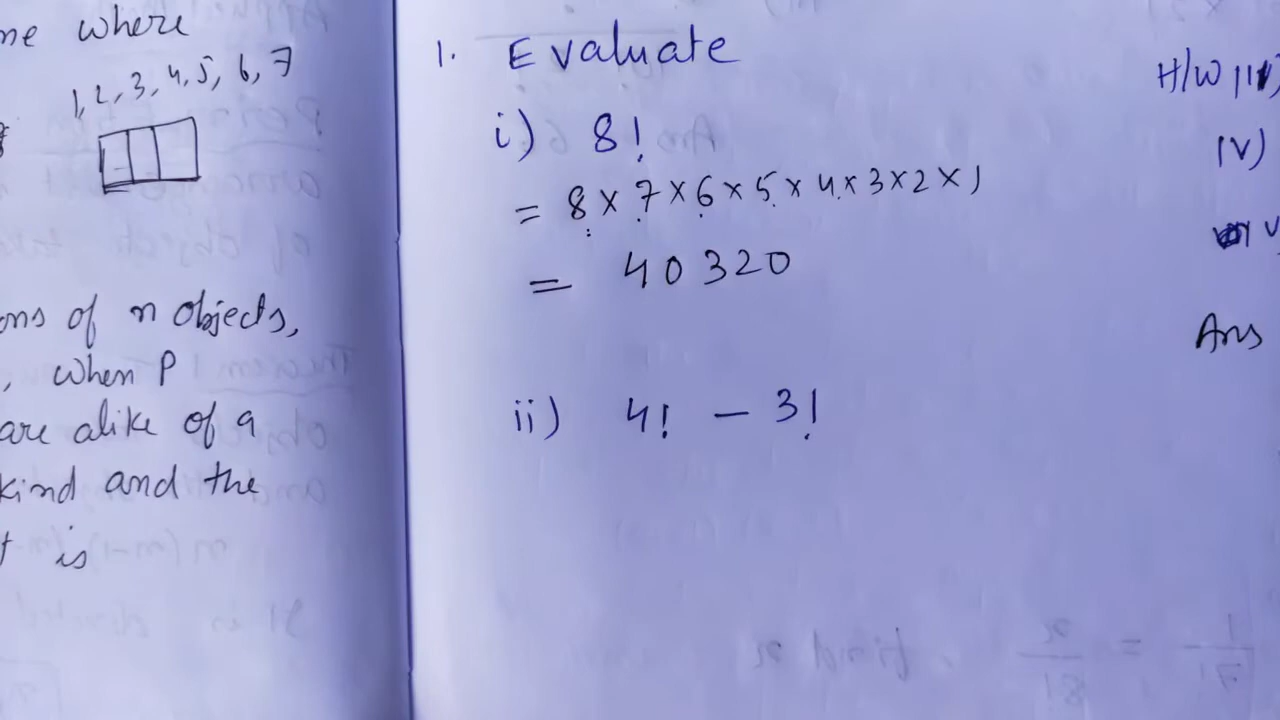 me where
1, 2, 3, 4, 5, 6, 7
ons of n objects,
, when P
are alike of a
kind and the
t is
1. Evaluate
i) 8!
= 8 × 7 × 6 × 5 × 4 × 3 × 2 × 1
= 40320
ii) 4! – 3!
H/W
IV)
Ans